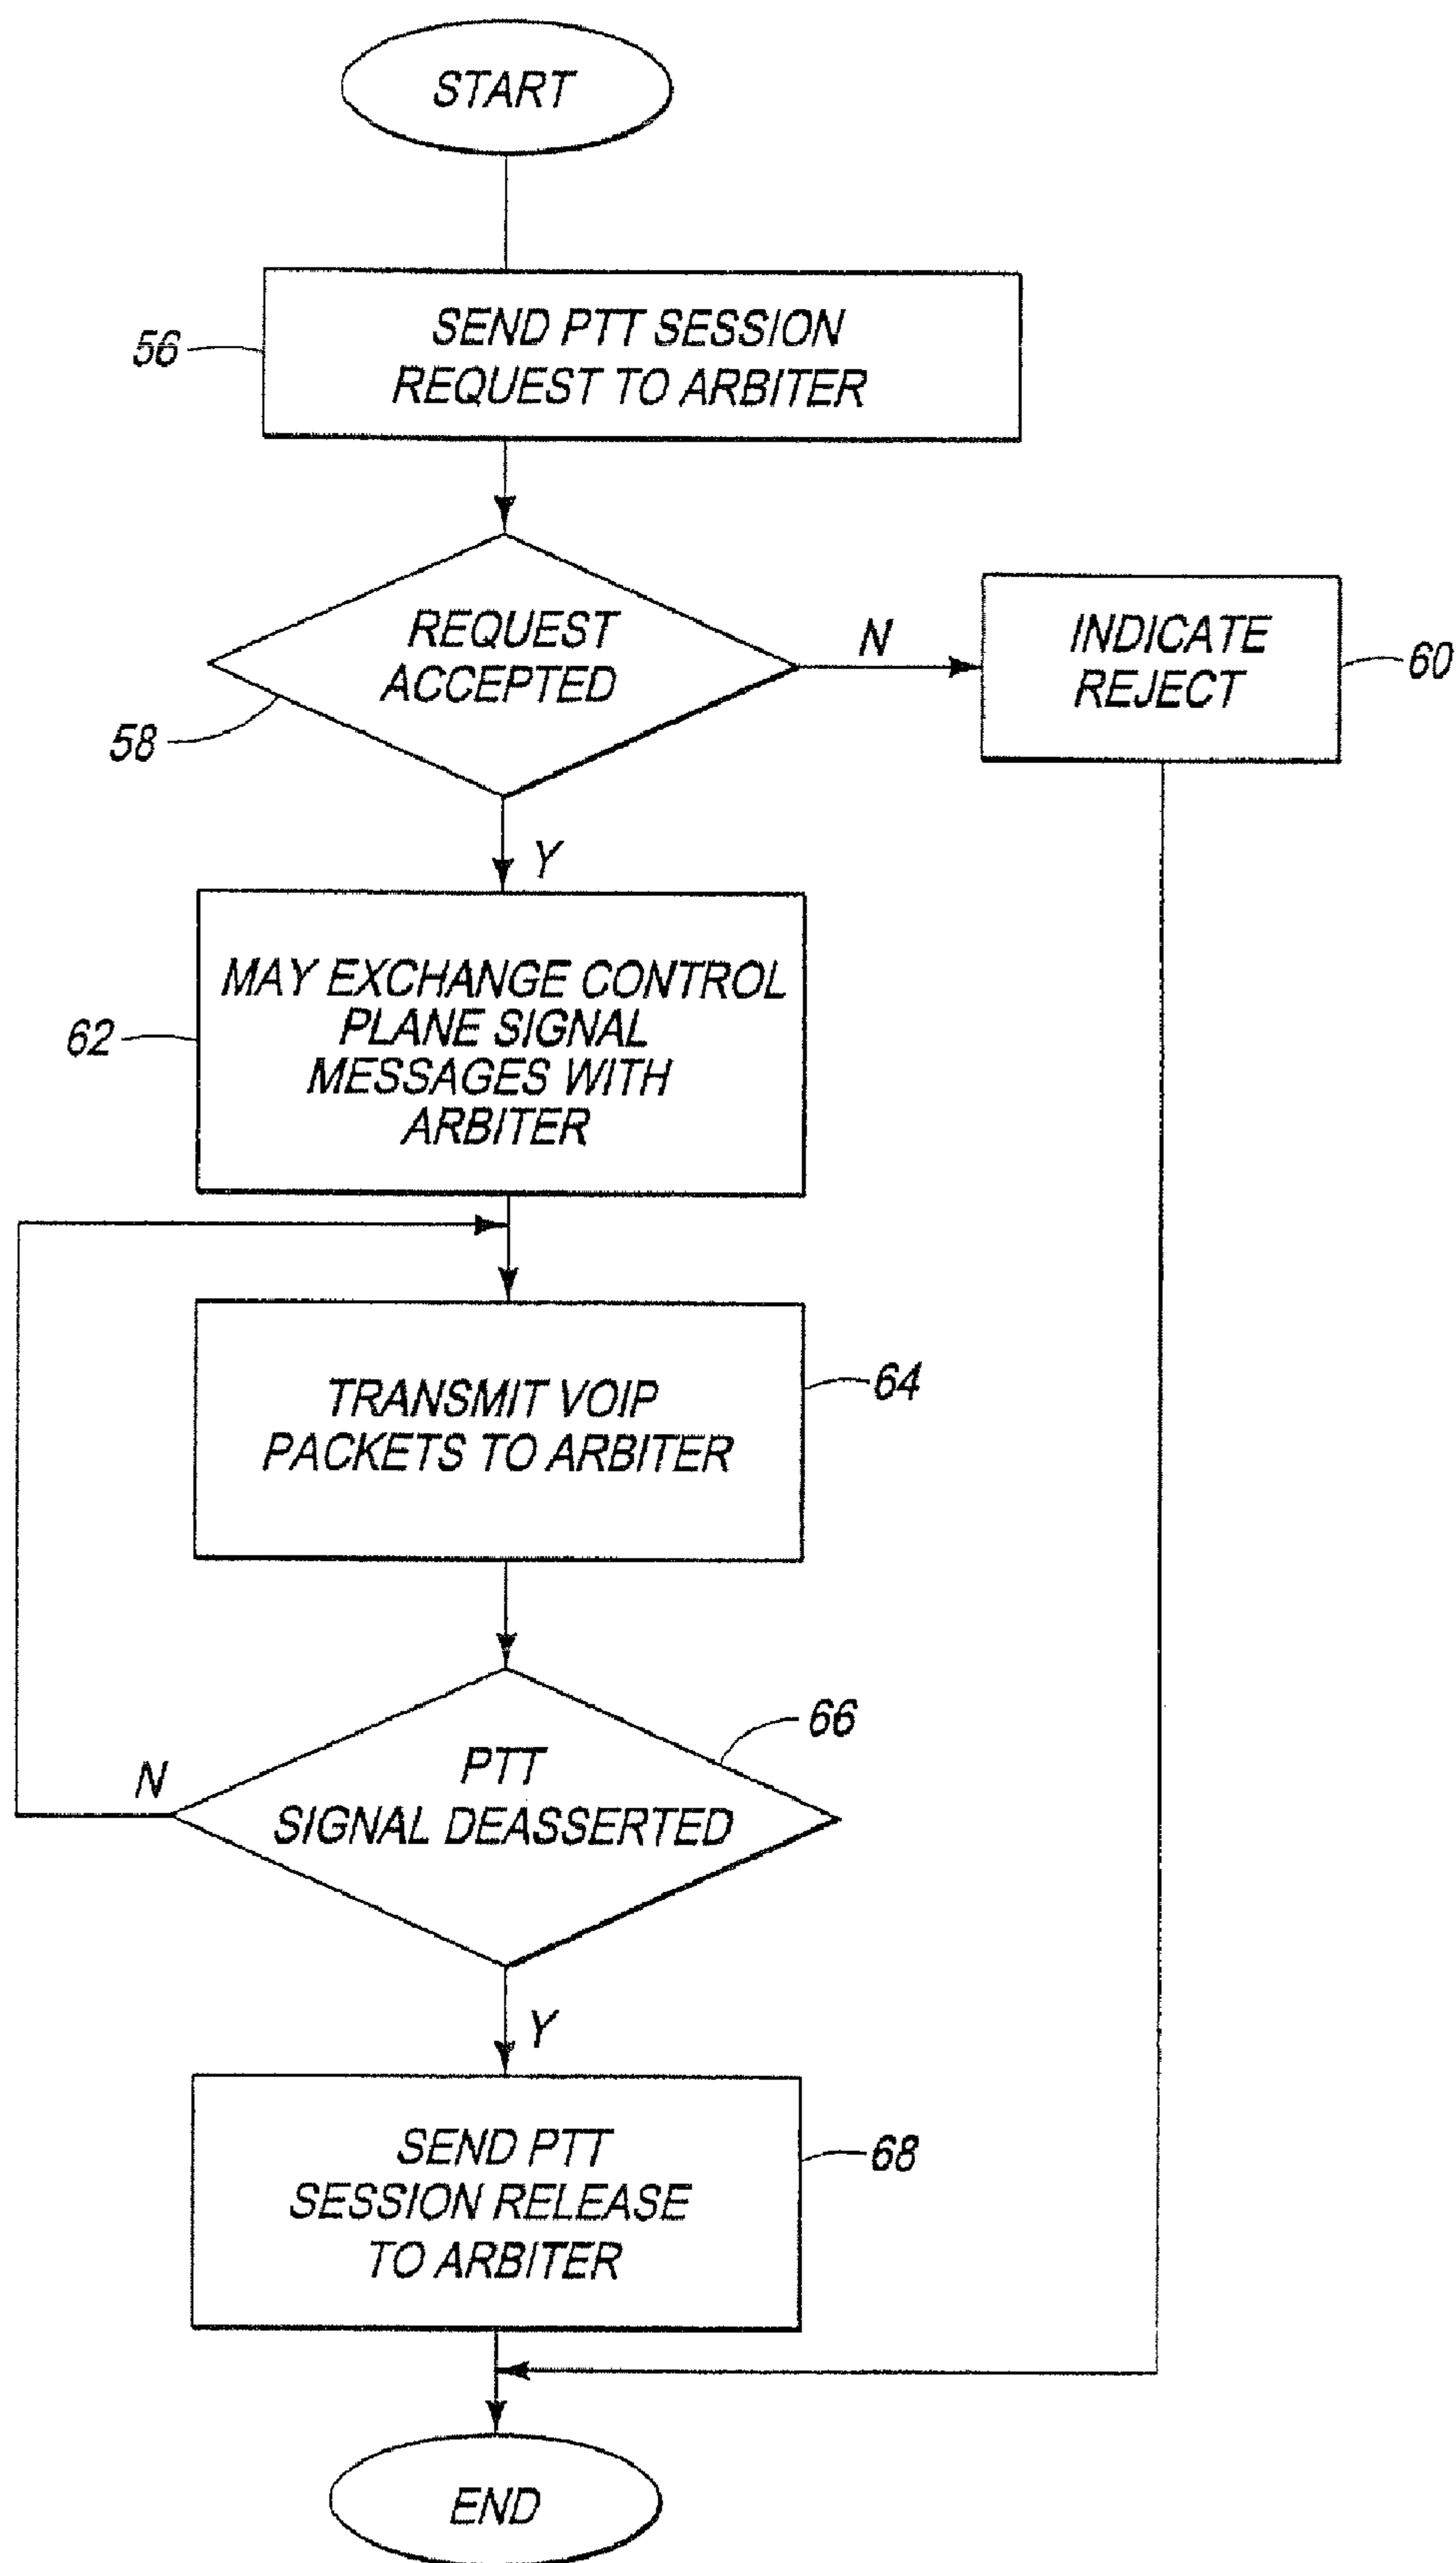 START
SEND PTT SESSION
REQUEST TO ARBITER
56
REQUEST
ACCEPTED
58
N
INDICATE
REJECT
60
Y
MAY EXCHANGE CONTROL
PLANE SIGNAL
MESSAGES WITH
ARBITER
62
TRANSMIT VOIP
PACKETS TO ARBITER
64
PTT
SIGNAL DEASSERTED
66
N
Y
SEND PTT
SESSION RELEASE
TO ARBITER
68
END